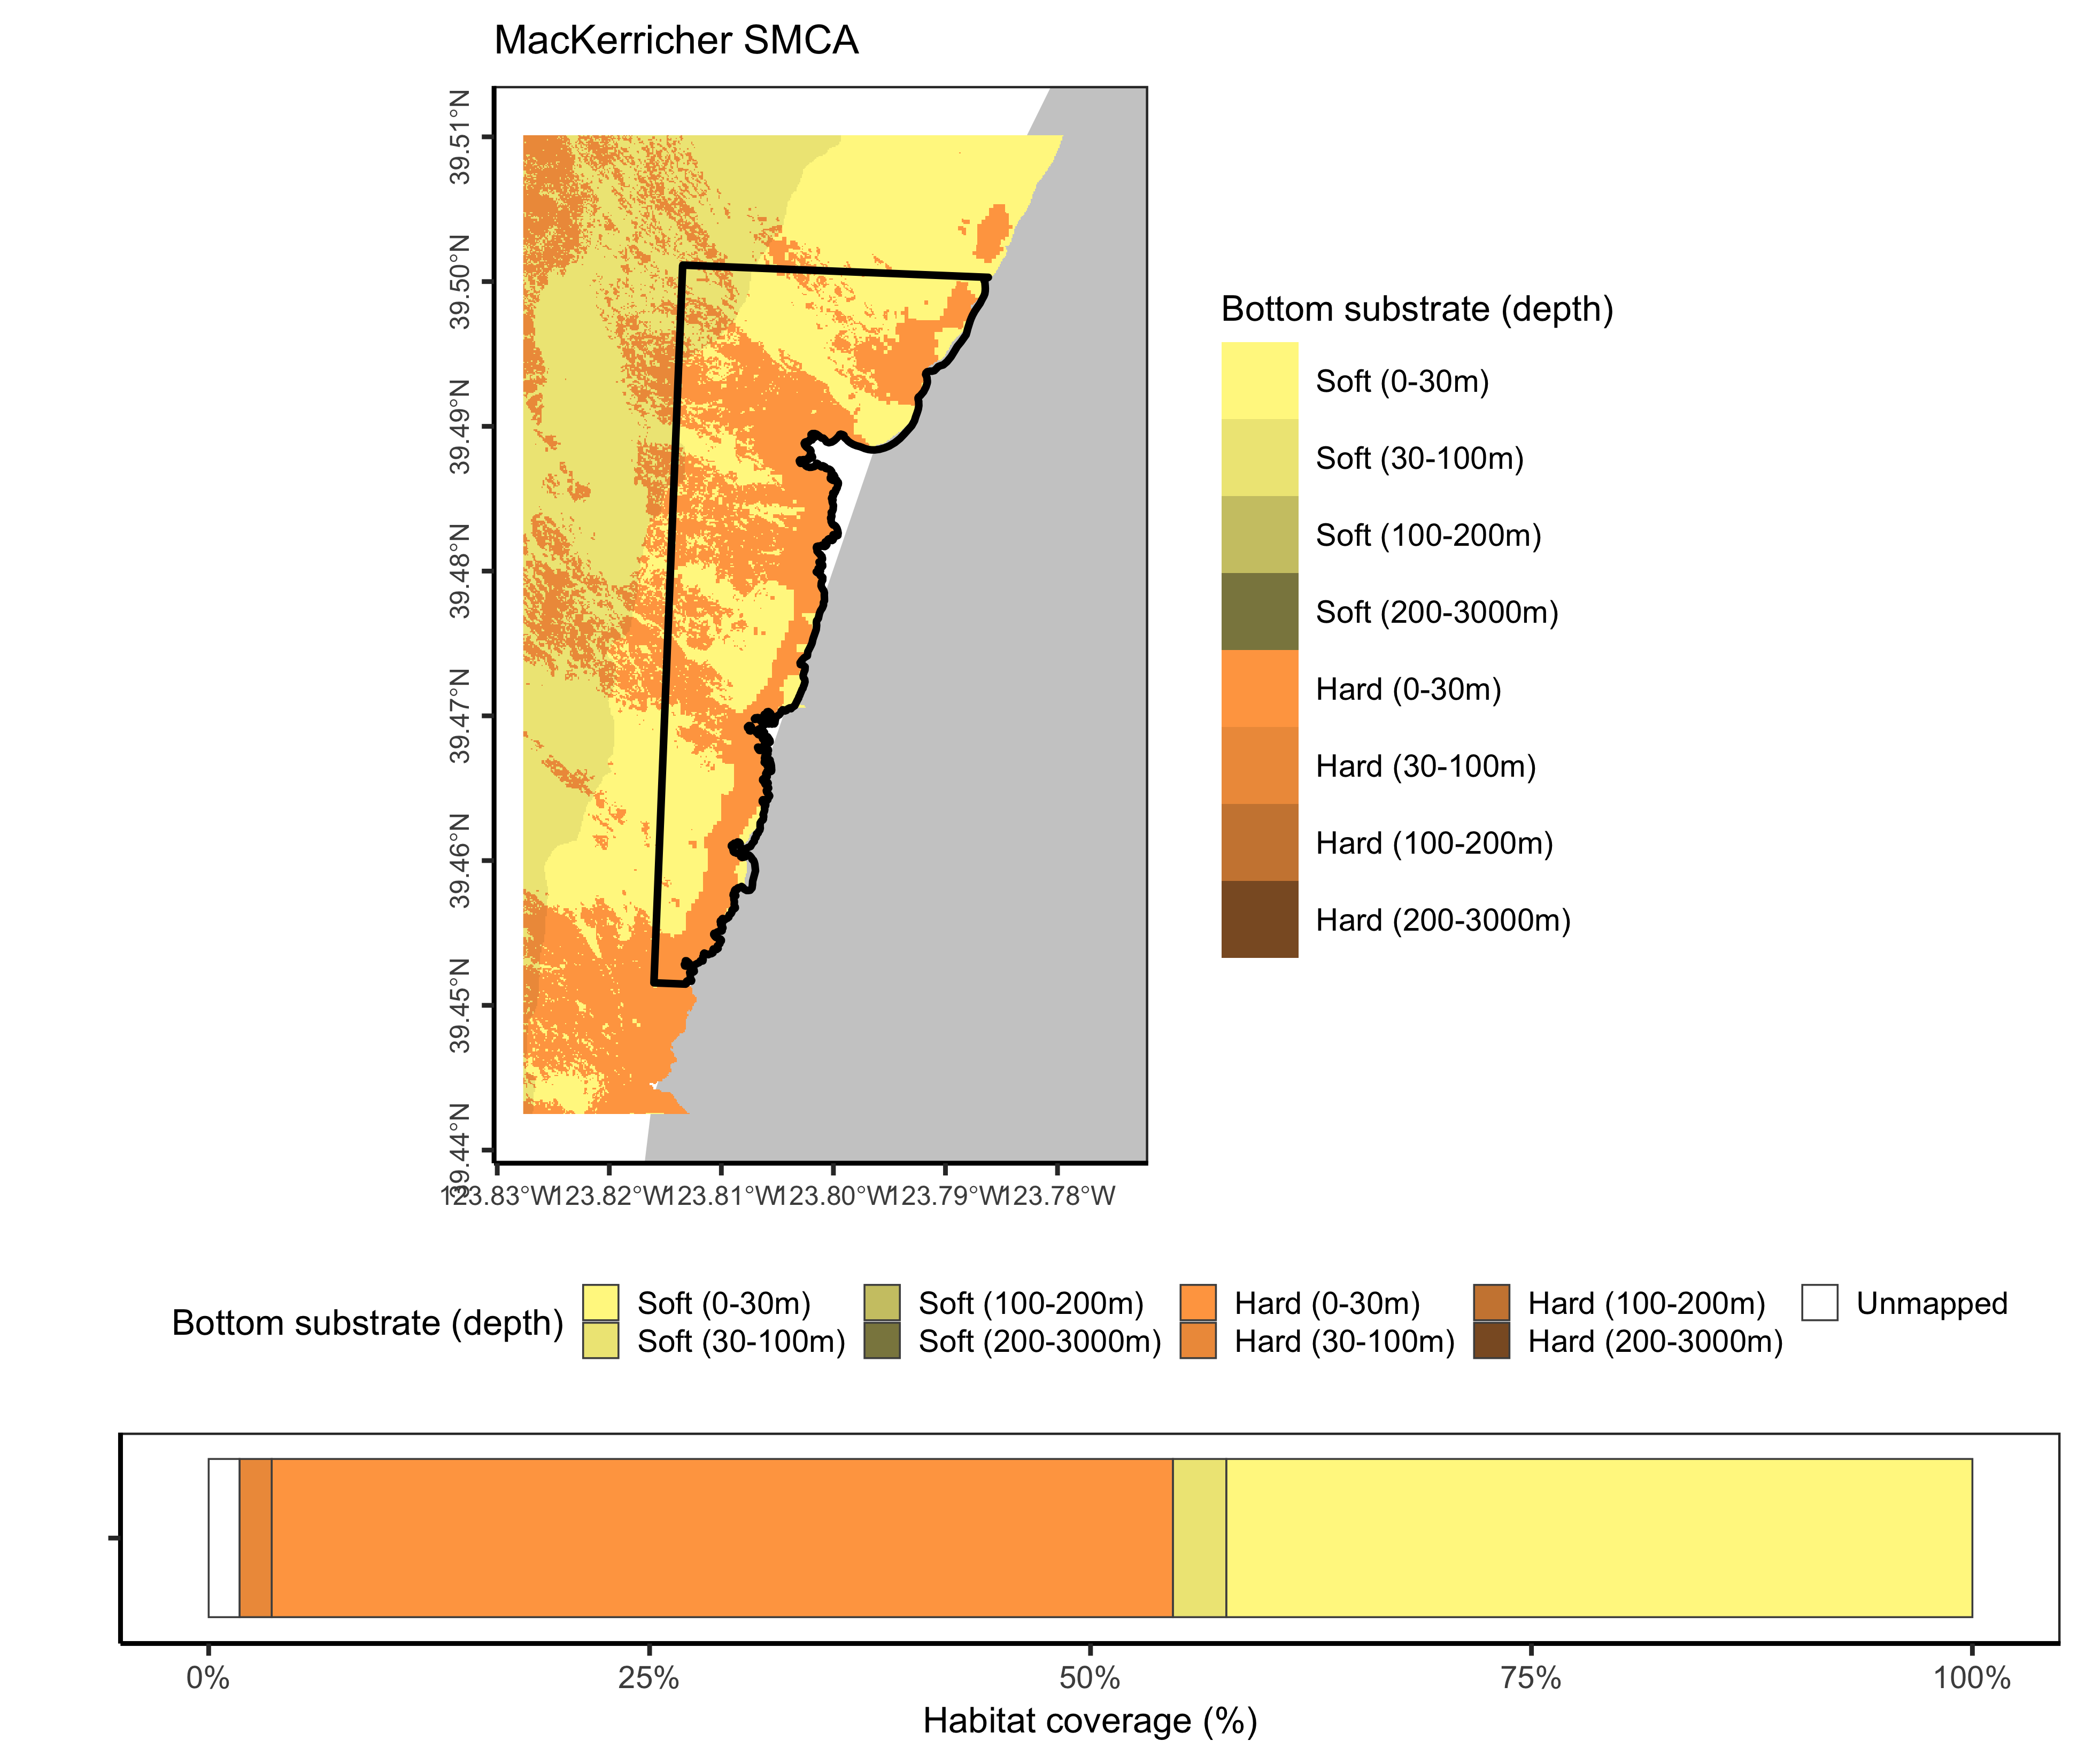 MacKerricher SMCA
39.51°N
39.50°N
39.49°N
39.48°N
39.47°N
39.46°N
39.45°N
39.44°N
123.83°W
123.82°W
123.81°W
123.80°W
123.79°W
123.78°W
Bottom substrate (depth)
Soft (0-30m)
Soft (30-100m)
Soft (100-200m)
Soft (200-3000m)
Hard (0-30m)
Hard (30-100m)
Hard (100-200m)
Hard (200-3000m)
Bottom substrate (depth)
Soft (0-30m)
Soft (30-100m)
Soft (100-200m)
Soft (200-3000m)
Hard (0-30m)
Hard (30-100m)
Hard (100-200m)
Hard (200-3000m)
Unmapped
0%
25%
50%
75%
100%
Habitat coverage (%)